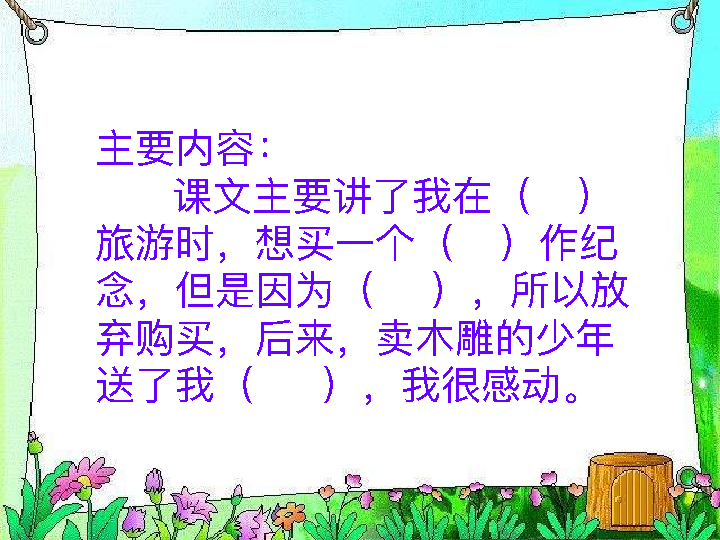 主要内容：
课文主要讲了我在（ ）
旅游时，想买一个（ ）作纪
念，但是因为（ ），所以放
弃购买，后来，卖木雕的少年
送了我（ ），我很感动。